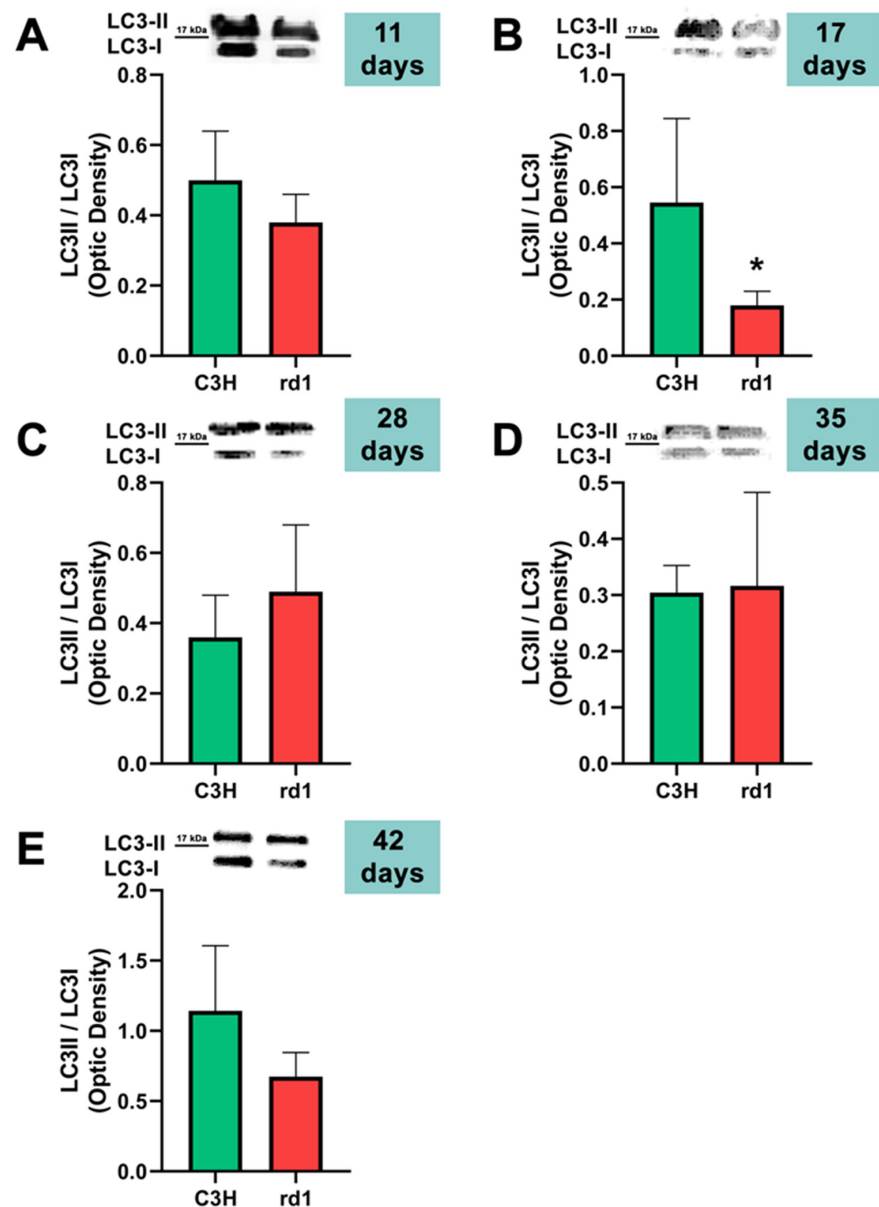 A
LC3-II
17 kDa
LC3-I
11
days
LC3II / LC3I
(Optic Density)
0.8
0.6
0.4
0.2
0.0
C3H
rd1
B
LC3-II
17 kDa
LC3-I
17
days
LC3II / LC3I
(Optic Density)
1.0
0.8
0.6
0.4
0.2
0.0
*
C3H
rd1
C
LC3-II
17 kDa
LC3-I
28
days
LC3II / LC3I
(Optic Density)
0.8
0.6
0.4
0.2
0.0
C3H
rd1
D
LC3-II
17 kDa
LC3-I
35
days
LC3II / LC3I
(Optic Density)
0.5
0.4
0.3
0.2
0.1
0.0
C3H
rd1
E
LC3-II
17 kDa
LC3-I
42
days
LC3II / LC3I
(Optic Density)
2.0
1.5
1.0
0.5
0.0
C3H
rd1